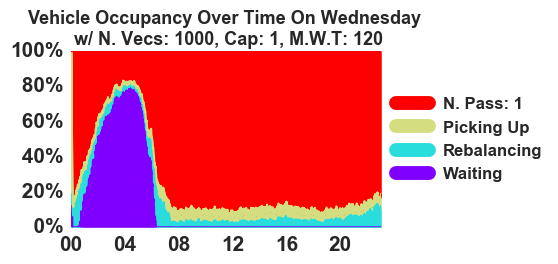 Vehicle Occupancy Over Time On Wednesday
w/ N. Vecs: 1000, Cap: 1, M.W.T: 120
100%
80%
60%
40%
20%
0%
00 04 08 12 16 20
N. Pass: 1
Picking Up
Rebalancing
Waiting